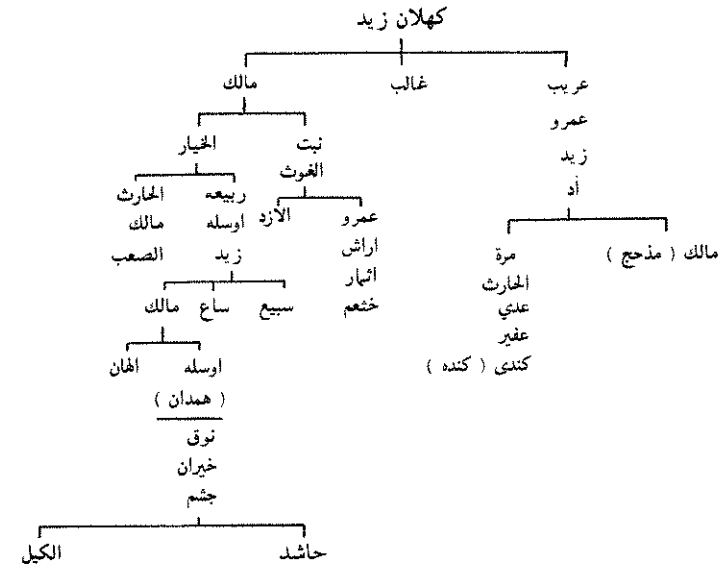 كهلان زيد
عريب غالب مالك
عمرو
نبت الخيار
زيد
الغوث
أد
ربيعه الحارث
عمرو الازد
اوسله مالك
اراش
زيد الصعب
مالك ( مذحج ) مرة
انمار
الحارث
خثعم
سبيع ساع مالك
عدي
عفير
كندى ( كنده )
اوسله الهان
( همدان )
نوق
خيران
جشم
حاشد الكيل